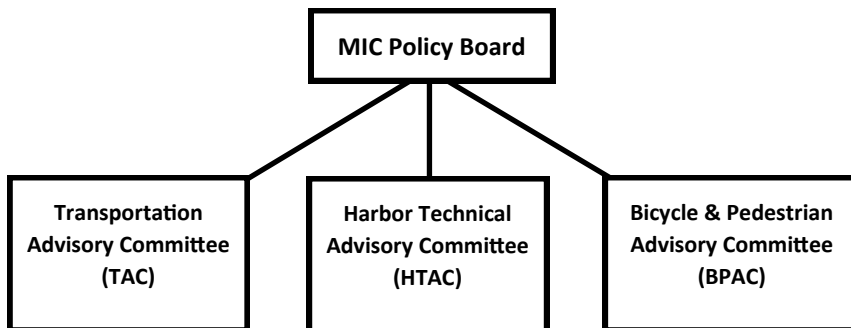 MIC Policy Board
Transportation
Advisory Committee
(TAC)
Harbor Technical
Advisory Committee
(HTAC)
Bicycle & Pedestrian
Advisory Committee
(BPAC)